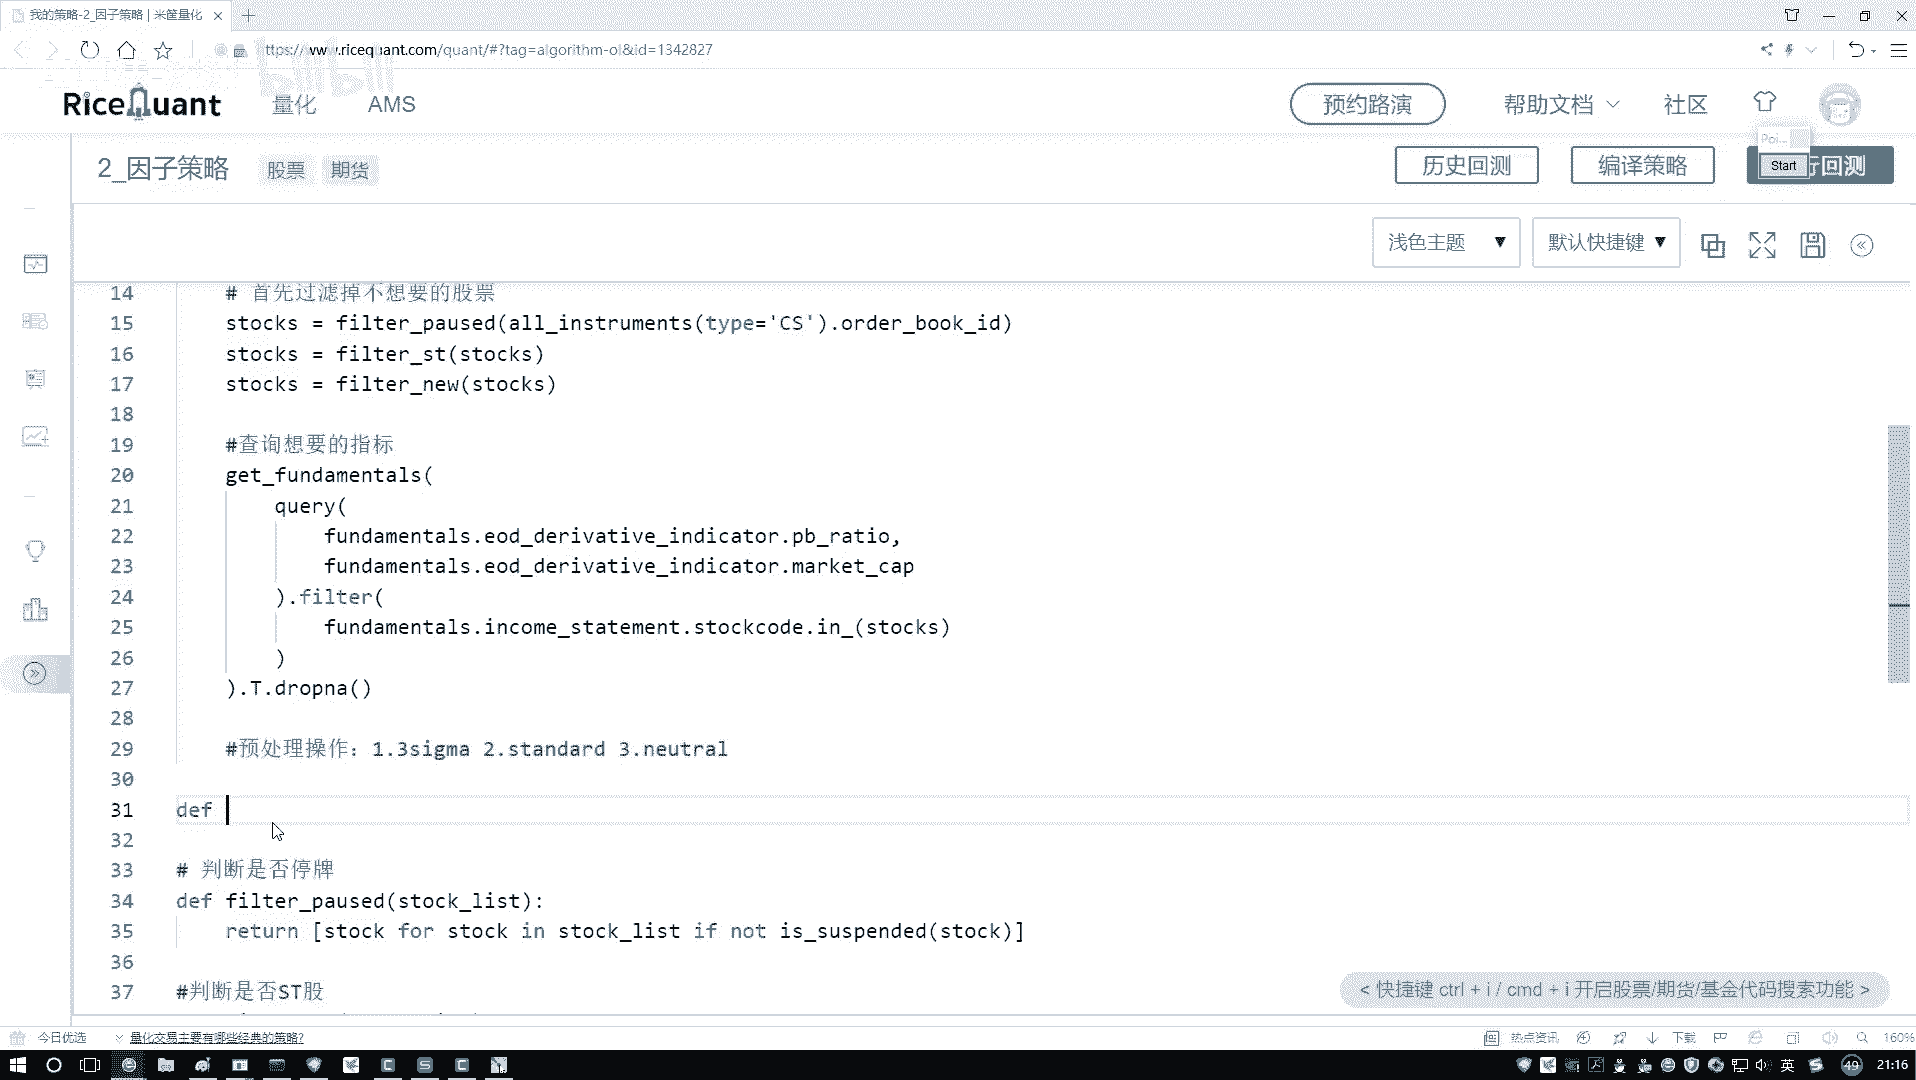 我的策略-2_因子策略 | 米筐量化
ttps://www.ricequant.com/quant/#?tag=algorithm-ol&id=1342827
RiceQuant 量化 AMS 预约路演 帮助文档 社区
2_因子策略 股票 期货 历史回测 编译策略 Start 行回测
Poi...
浅色主题 默认快捷键
14 # 首先过滤掉不想要的股票
15 stocks = filter_paused(all_instruments(type='CS').order_book_id)
16 stocks = filter_st(stocks)
17 stocks = filter_new(stocks)
18
19 #查询想要的指标
20 get_fundamentals(
21 query(
22 fundamentals.eod_derivative_indicator.pb_ratio,
23 fundamentals.eod_derivative_indicator.market_cap
24 ).filter(
25 fundamentals.income_statement.stockcode.in_(stocks)
26 )
27 ).T.dropna()
28
29 #预处理操作：1.3sigma 2.standard 3.neutral
30
31 def
32
33 # 判断是否停牌
34 def filter_paused(stock_list):
35 return [stock for stock in stock_list if not is_suspended(stock)]
36
37 #判断是否ST股
< 快捷键 ctrl + i / cmd + i 开启股票/期货/基金代码搜索功能 >
今日优选 量化交易主要有哪些经典的策略? 热点资讯 下载 160%
英 49 21:16